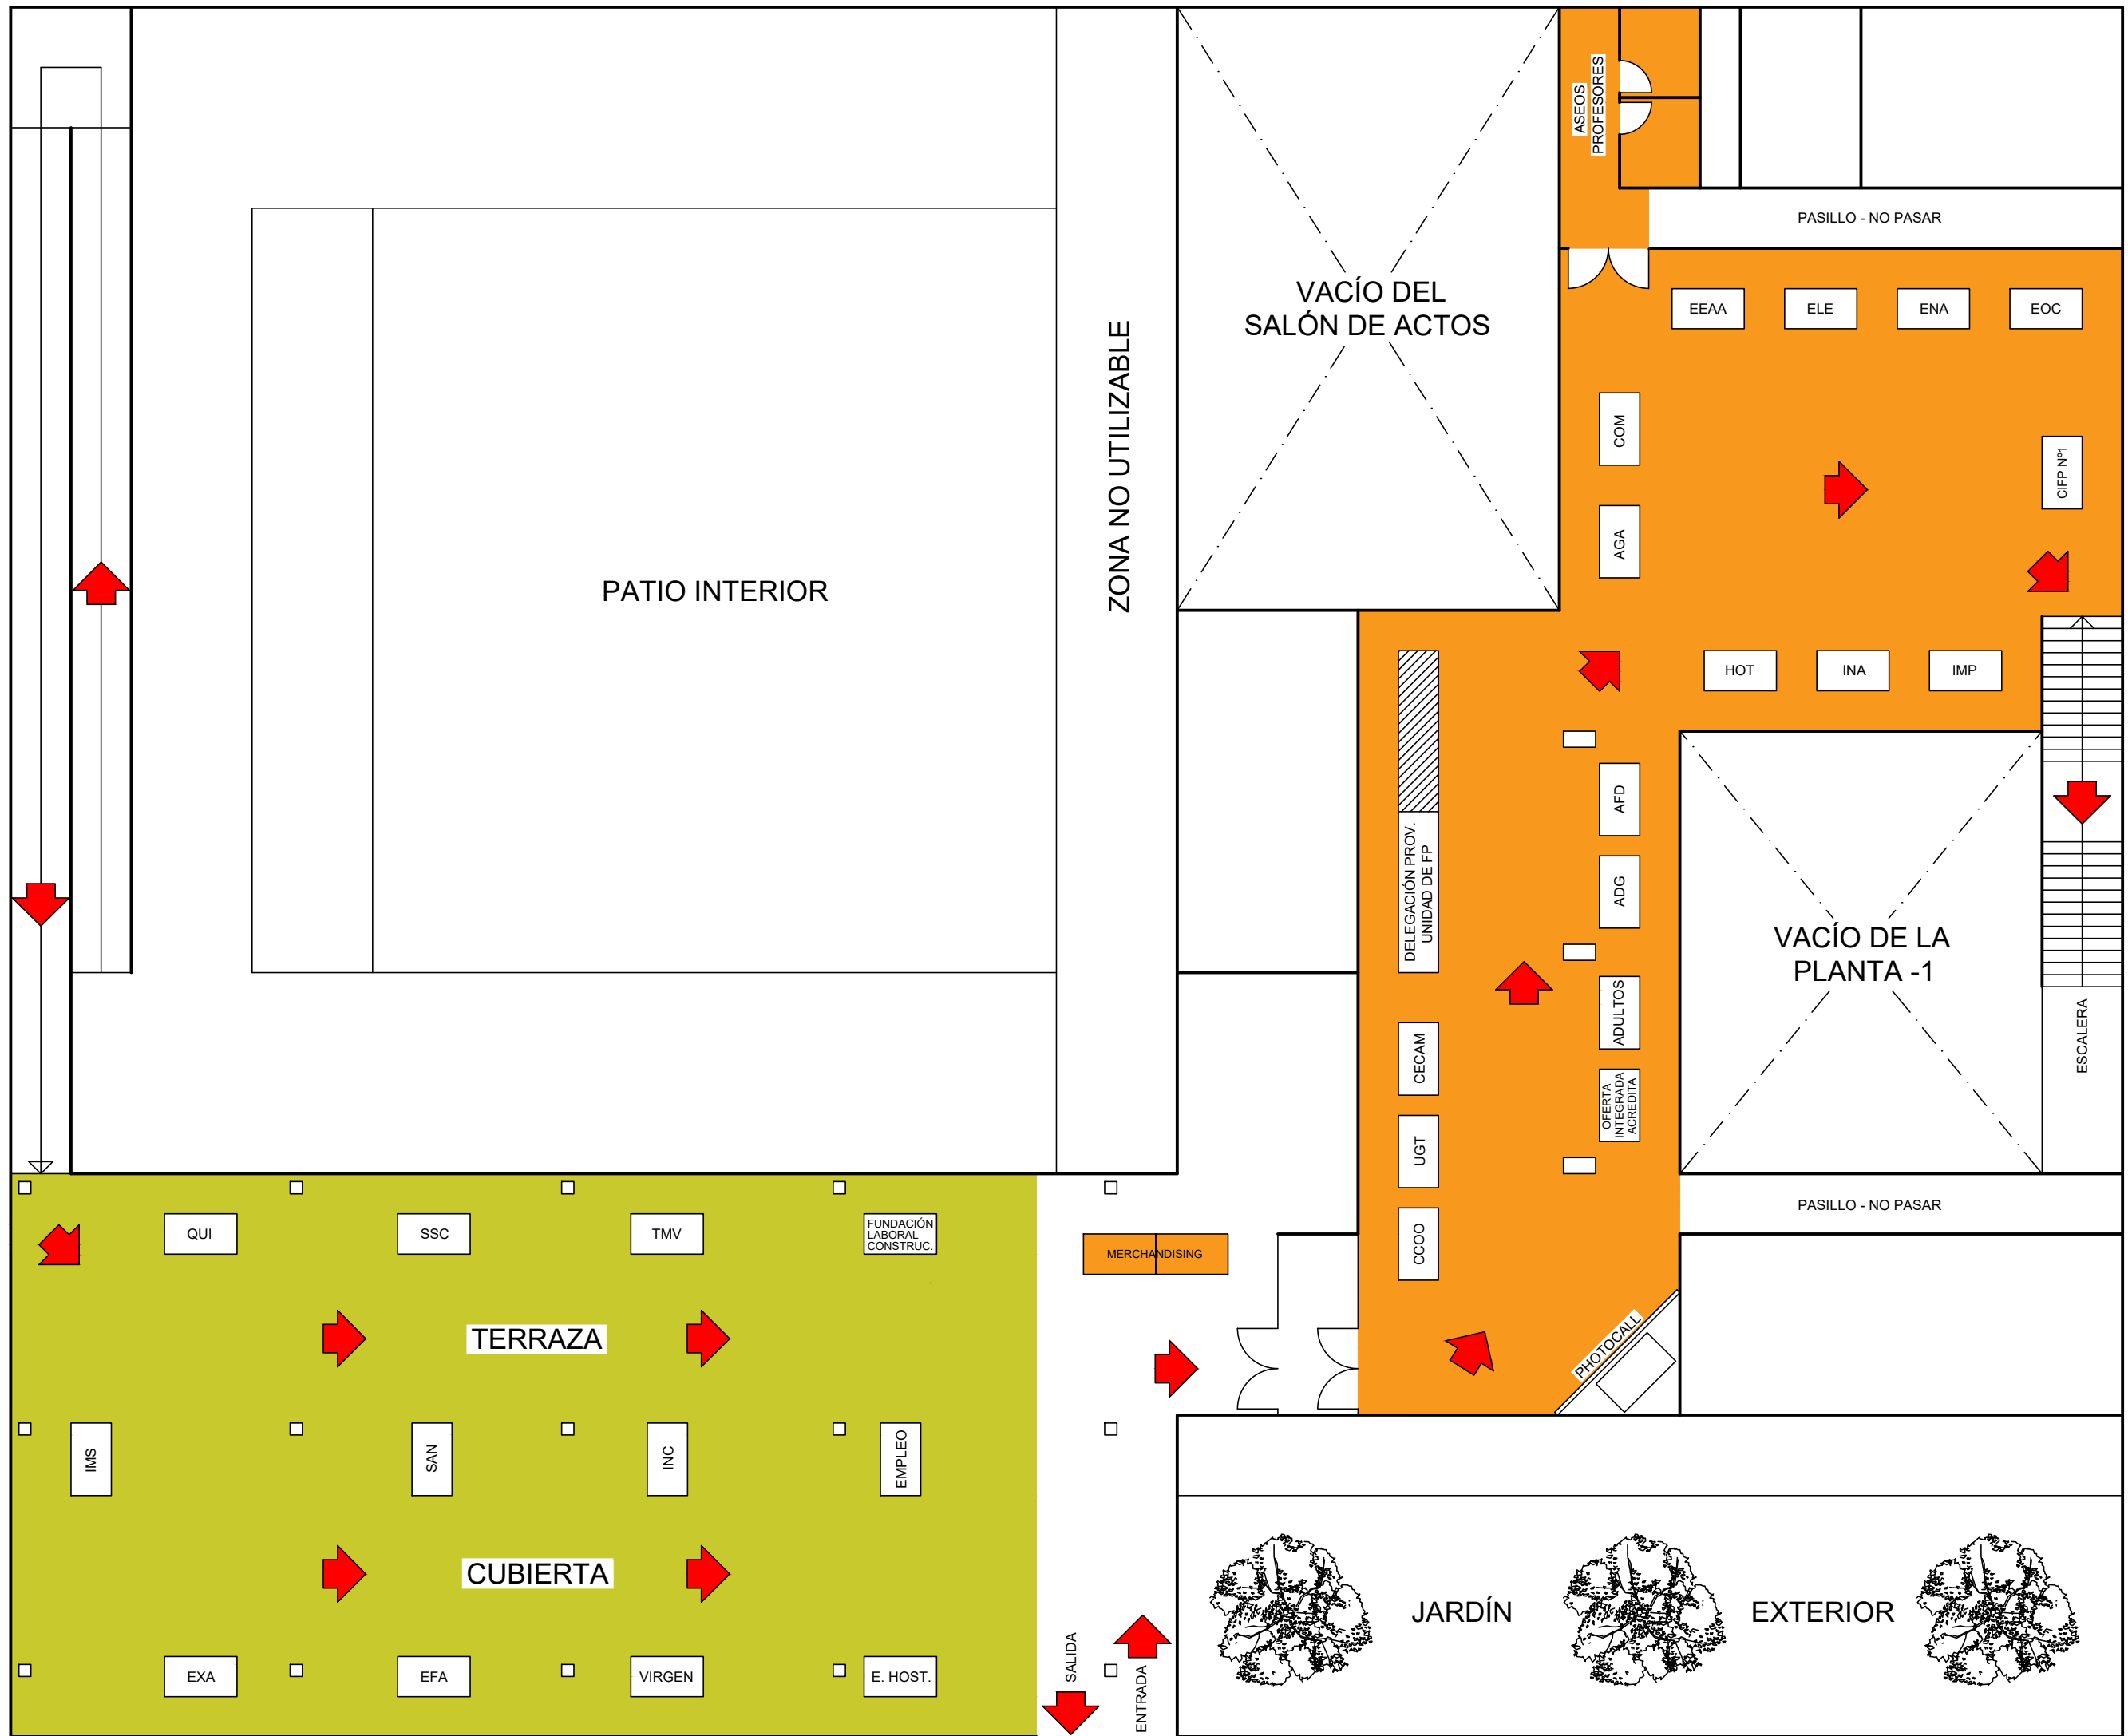 ASEOS
PROFESORES
PASILLO - NO PASAR
VACÍO DEL
SALÓN DE ACTOS
EEAA
ELE
ENA
EOC
ZONA NO UTILIZABLE
COM
CIFP Nº1
AGA
PATIO INTERIOR
HOT
INA
IMP
AFD
DELEGACIÓN PROV.
UNIDAD DE FP
ADG
VACÍO DE LA
PLANTA -1
ADULTOS
ESCALERA
CECAM
OFERTA
INTEGRADA
ACREDITA
UGT
PASILLO - NO PASAR
QUI
SSC
TMV
FUNDACIÓN
LABORAL
CONSTRUC.
MERCHANDISING
CCOO
TERRAZA
PHOTOCALL
IMS
SAN
INC
EMPLEO
CUBIERTA
JARDÍN
EXTERIOR
EXA
EFA
VIRGEN
E. HOST.
SALIDA
ENTRADA